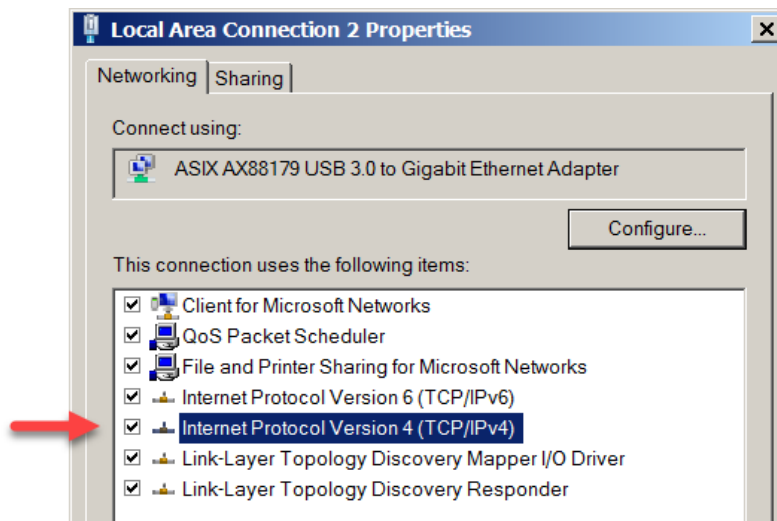 Local Area Connection 2 Properties
Networking
Sharing
Connect using:
ASIX AX88179 USB 3.0 to Gigabit Ethernet Adapter
Configure...
This connection uses the following items:
Client for Microsoft Networks
QoS Packet Scheduler
File and Printer Sharing for Microsoft Networks
Internet Protocol Version 6 (TCP/IPv6)
Internet Protocol Version 4 (TCP/IPv4)
Link-Layer Topology Discovery Mapper I/O Driver
Link-Layer Topology Discovery Responder